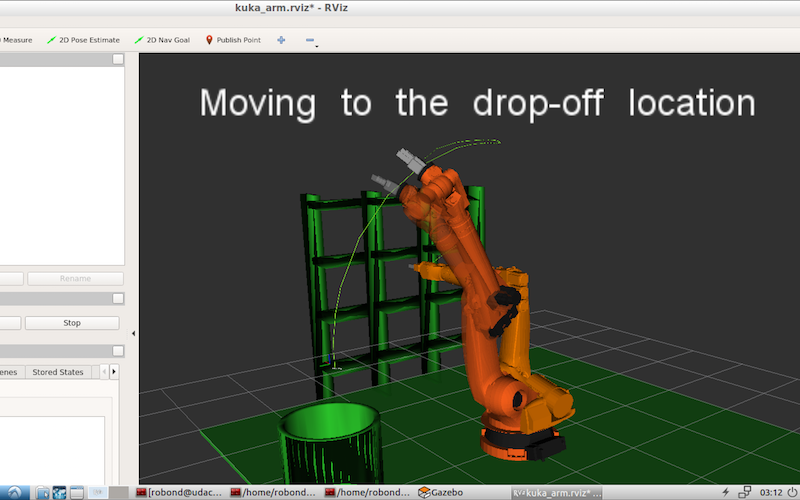 kuka_arm.rviz* - RViz
Measure 2D Pose Estimate 2D Nav Goal Publish Point
Moving to the drop-off location
Rename
Stop
enes Stored States
[robond@udac... /home/robond... /home/robond... Gazebo kuka_arm.rviz* ... 03:12